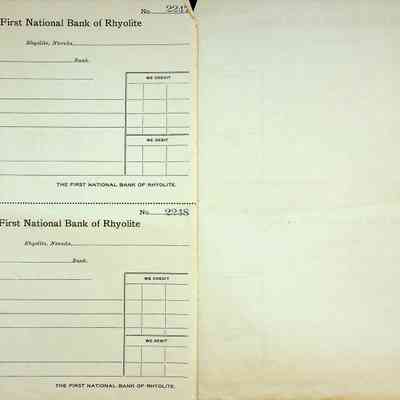 No. 2247
First National Bank of Rhyolite
Rhyolite, Nevada,
Bank.
WE CREDIT
WE DEBIT
THE FIRST NATIONAL BANK OF RHYOLITE.
No. 2248
First National Bank of Rhyolite
Rhyolite, Nevada,
Bank.
WE CREDIT
WE DEBIT
THE FIRST NATIONAL BANK OF RHYOLITE.